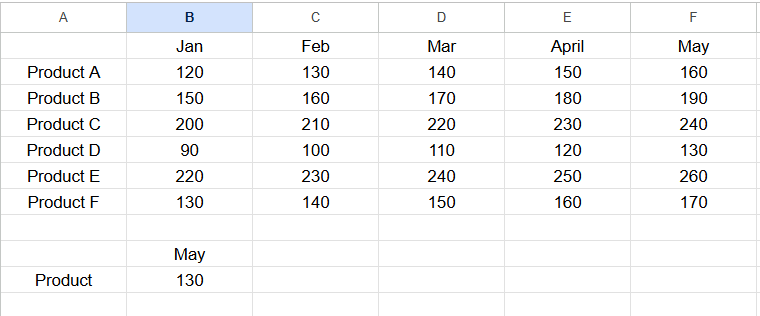 A B C D E F
Jan Feb Mar April May
Product A 120 130 140 150 160
Product B 150 160 170 180 190
Product C 200 210 220 230 240
Product D 90 100 110 120 130
Product E 220 230 240 250 260
Product F 130 140 150 160 170
May
Product 130